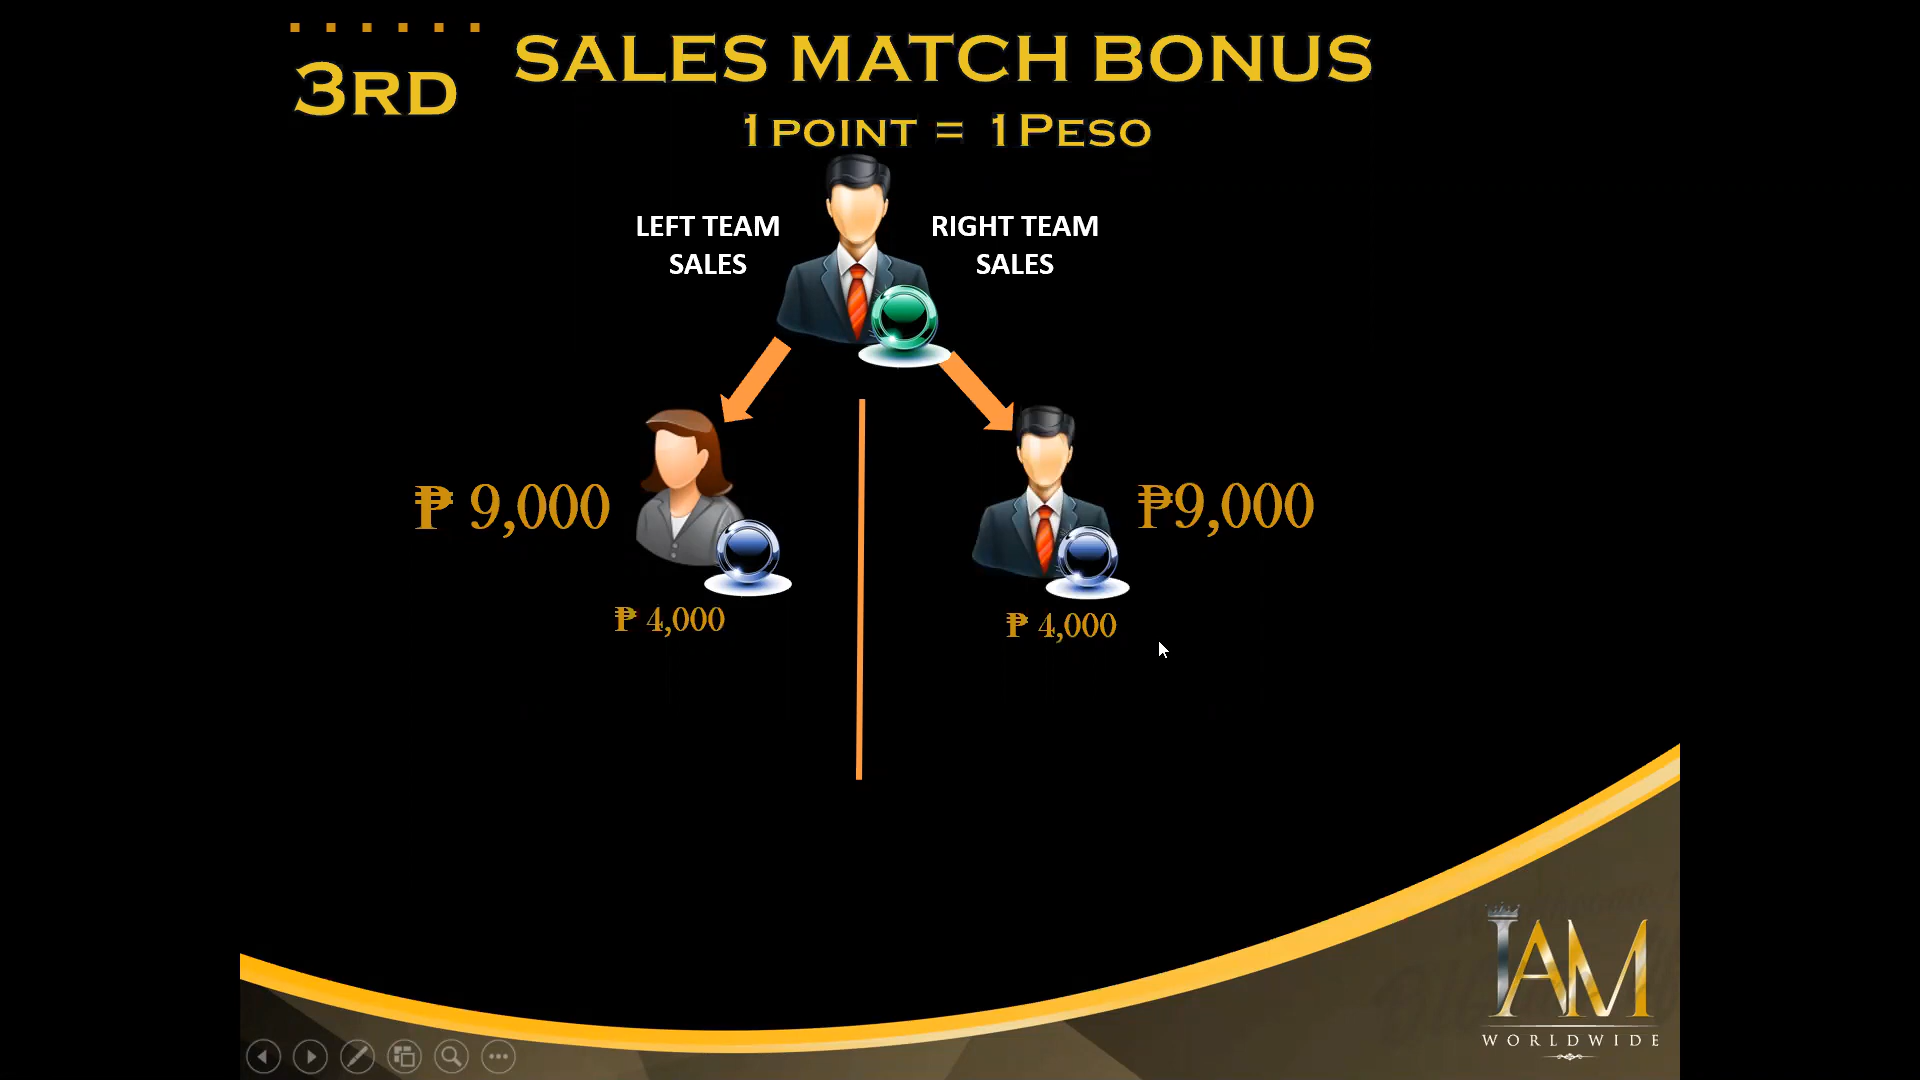 3RD
SALES MATCH BONUS
1 POINT = 1 PESO
LEFT TEAM
SALES
RIGHT TEAM
SALES
₱ 9,000
₱9,000
₱ 4,000
₱ 4,000
IAM
WORLDWIDE